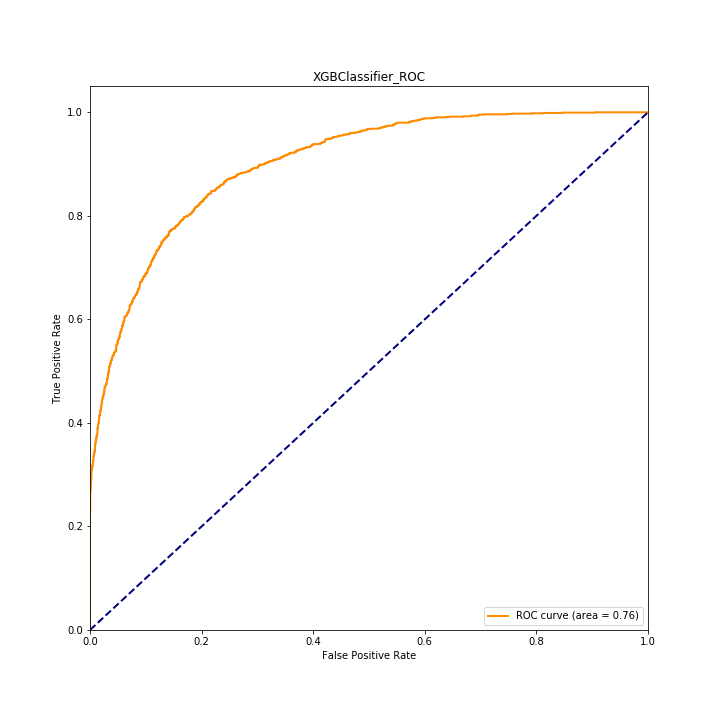 XGBClassifier_ROC
1.0
0.8
0.6
0.4
0.2
0.0
True Positive Rate
ROC curve (area = 0.76)
0.0 0.2 0.4 0.6 0.8 1.0
False Positive Rate